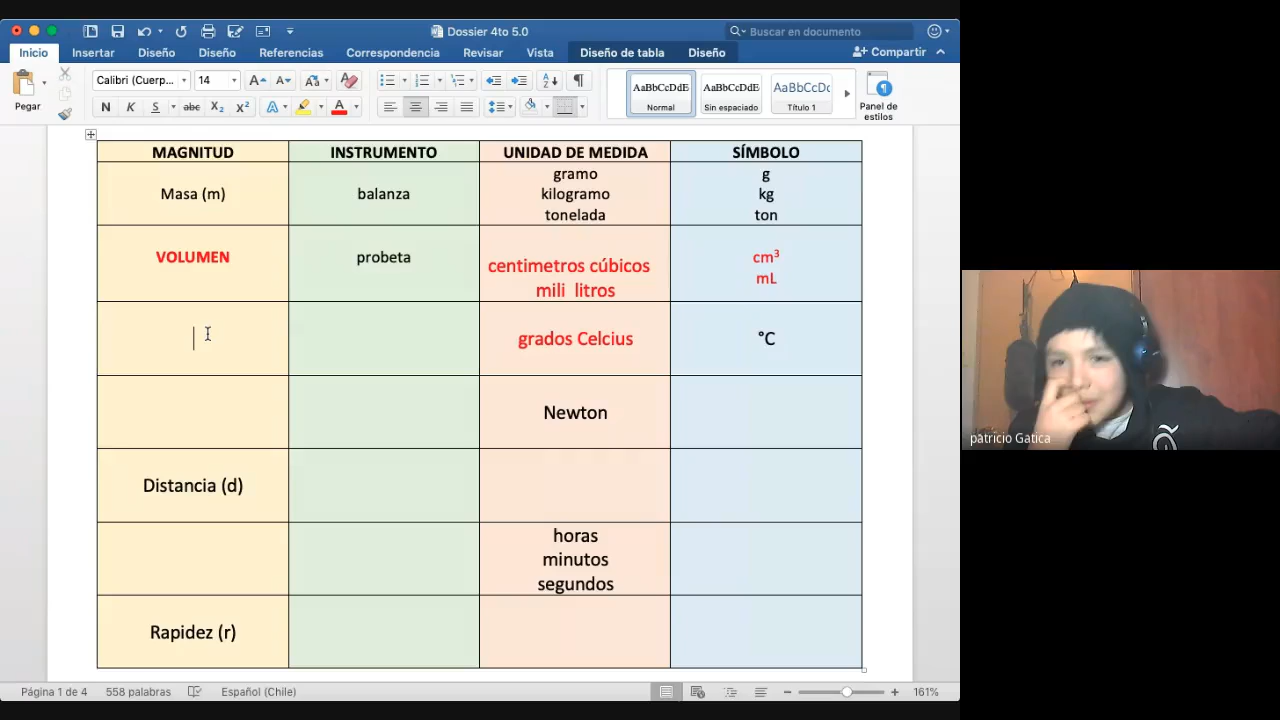 Dossier 4to 5.0
Buscar en documento
Inicio Insertar Diseño Diseño Referencias Correspondencia Revisar Vista Diseño de tabla Diseño Compartir
Pegar
Calibri (Cuerp... 14
AaBbCcDdE
Normal
AaBbCcDdE
Sin espaciado
AaBbCcDc
Título 1
Panel de estilos
MAGNITUD INSTRUMENTO UNIDAD DE MEDIDA SÍMBOLO
Masa (m) balanza
gramo
kilogramo
tonelada
g
kg
ton
VOLUMEN probeta
centimetros cúbicos
mili litros
cm³
mL
grados Celcius °C
Newton
Distancia (d)
horas
minutos
segundos
Rapidez (r)
Página 1 de 4 558 palabras Español (Chile) 161%
patricio Gatica